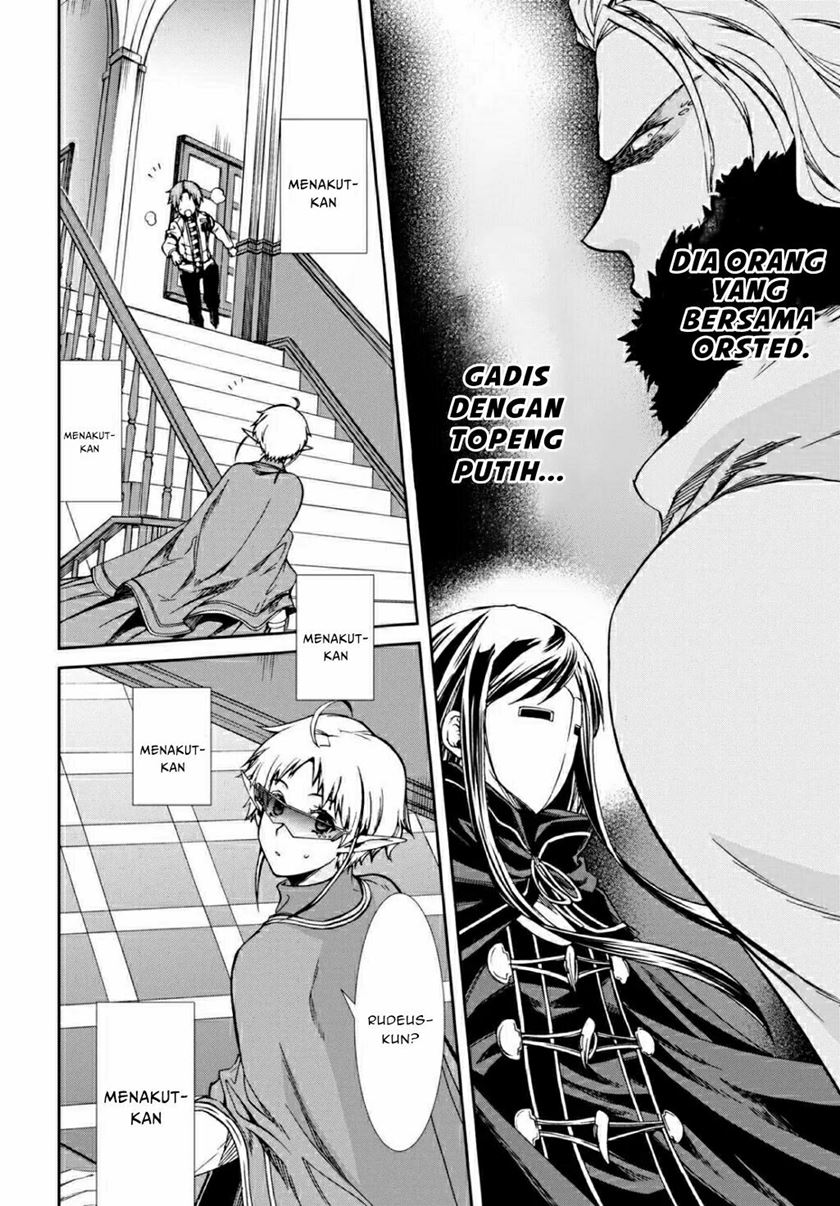 DIA ORANG
YANG
BERSAMA
ORSTED.
GADIS
DENGAN
TOPENG
PUTIH...
MENAKUT-
KAN
MENAKUT-
KAN
MENAKUT-
KAN
MENAKUT-
KAN
RUDEUS-
KUN?
MENAKUT-
KAN